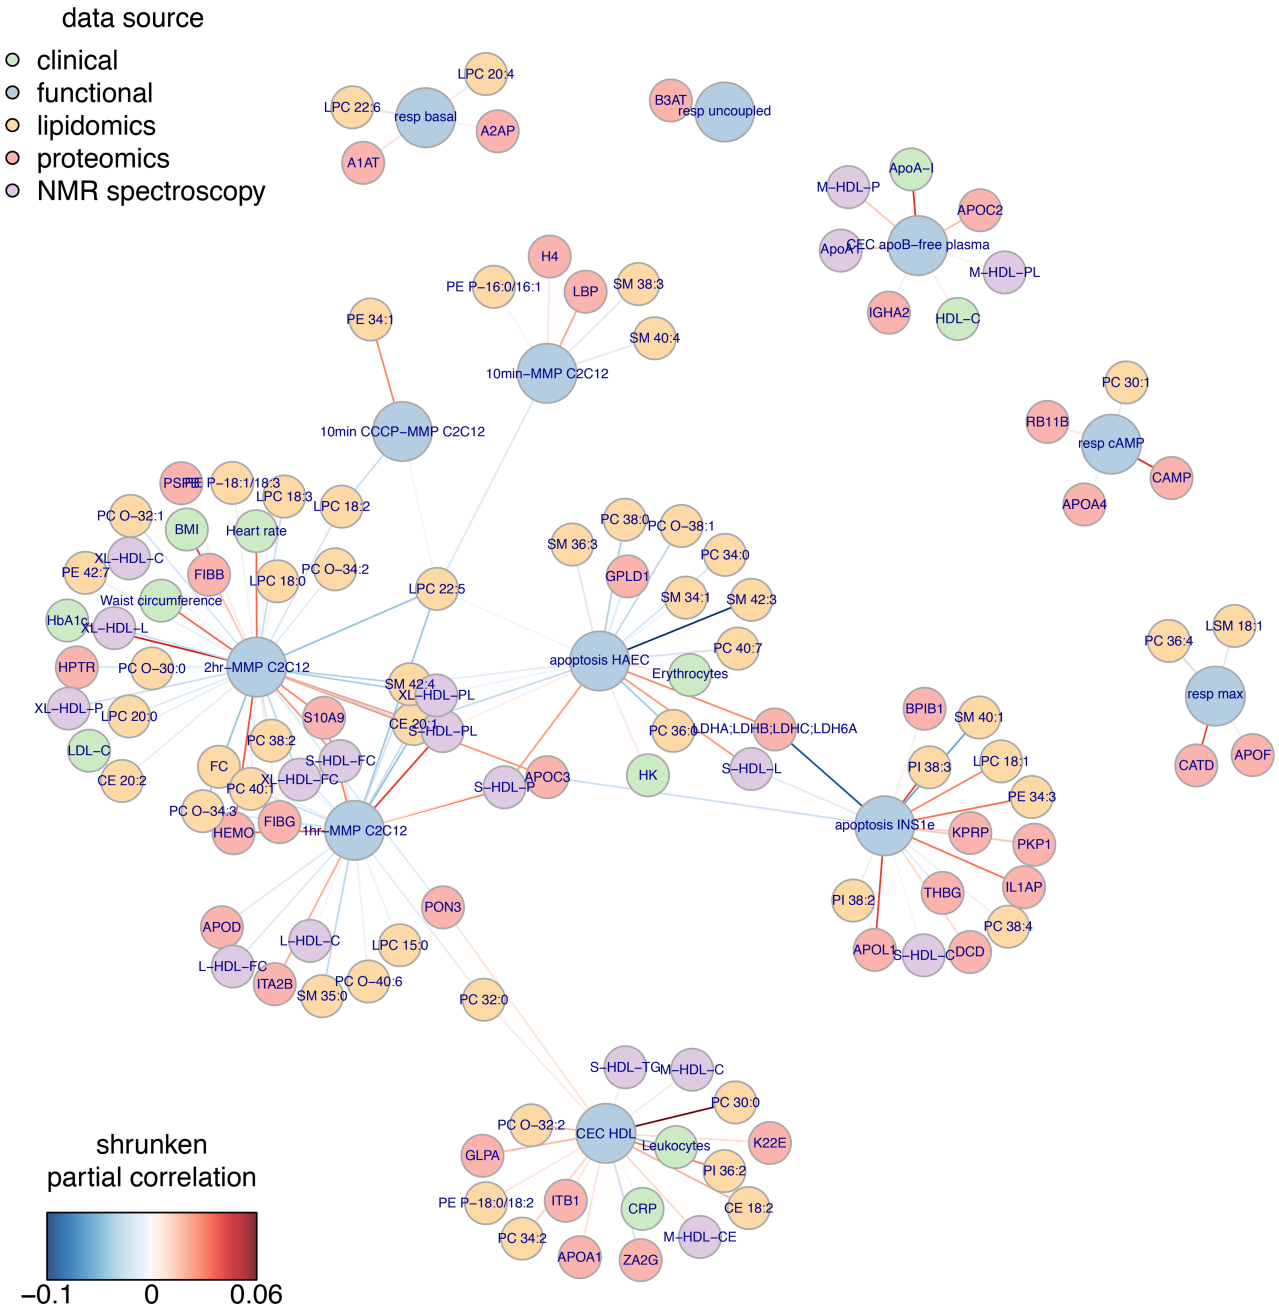 data source
clinical
functional
lipidomics
proteomics
NMR spectroscopy
LPC 20:4
LPC 22:6
resp basal
A2AP
A1AT
B3AT
resp uncoupled
ApoA−I
M−HDL−P
APOC2
CEC apoB−free plasma
M−HDL−PL
IGHA2
HDL−C
H4
PE P−16:0/16:1
LBP
SM 38:3
SM 40:4
10min−MMP C2C12
PE 34:1
10min CCCP−MMP C2C12
PC 30:1
RB11B
resp cAMP
CAMP
APOA4
PE P−18:1/18:3
LPC 18:3
LPC 18:2
PC O−32:1
BMI
Heart rate
XL−HDL−C
PE 42:7
FIBB
LPC 18:0
PC O−34:2
Waist circumference
HbA1c
XL−HDL−L
HPTR
PC O−30:0
2hr−MMP C2C12
XL−HDL−P
LPC 20:0
LDL−C
CE 20:2
LPC 22:5
SM 36:3
PC 38:0
PC O−38:1
PC 34:0
GPLD1
SM 34:1
SM 42:3
PC 40:7
apoptosis HAEC
Erythrocytes
SM 42:4
XL−HDL−PL
CE 20:1
S−HDL−PL
S10A9
PC 38:2
S−HDL−FC
FC
XL−HDL−FC
PC 40:1
PC O−34:3
HEMO
FIBG
1hr−MMP C2C12
PC 36:0
LDHA;LDHB;LDHC;LDH6A
S−HDL−L
HK
S−HDL−P
APOC3
PC 36:4
LSM 18:1
resp max
CATD
APOF
BPIB1
SM 40:1
PI 38:3
LPC 18:1
PE 34:3
apoptosis INS1e
KPRP
PKP1
IL1AP
THBG
PI 38:2
PC 38:4
APOL1
S−HDL−C
DCD
APOD
PON3
L−HDL−C
LPC 15:0
L−HDL−FC
ITA2B
SM 35:0
PC O−40:6
PC 32:0
S−HDL−TG
M−HDL−C
PC 30:0
PC O−32:2
CEC HDL
Leukocytes
K22E
GLPA
PI 36:2
PE P−18:0/18:2
ITB1
CRP
CE 18:2
PC 34:2
M−HDL−CE
APOA1
ZA2G
shrunken
partial correlation
−0.1
0
0.06